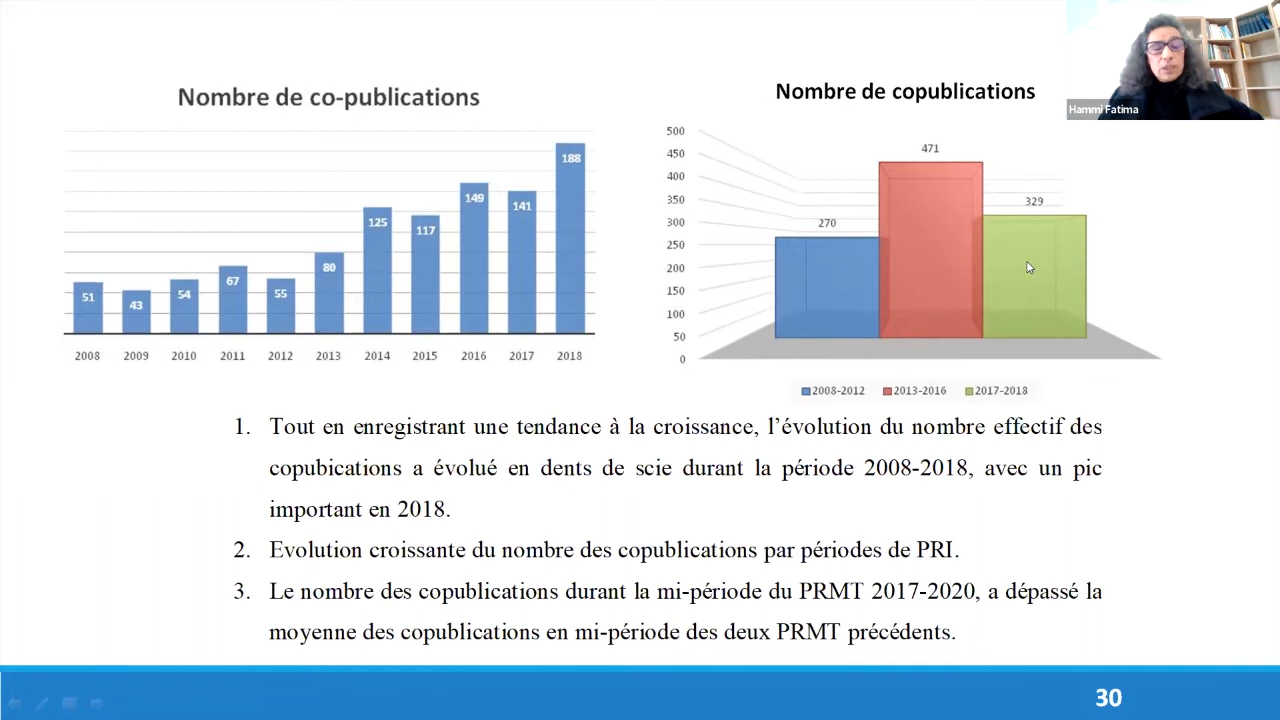 Hammi Fatima
Nombre de co-publications
51
43
54
67
55
80
125
117
149
141
188
2008 2009 2010 2011 2012 2013 2014 2015 2016 2017 2018
Nombre de copublications
500
450
400
350
300
250
200
150
100
50
0
270
471
329
2008-2012 2013-2016 2017-2018
1. Tout en enregistrant une tendance à la croissance, l’évolution du nombre effectif des
copubications a évolué en dents de scie durant la période 2008-2018, avec un pic
important en 2018.
2. Evolution croissante du nombre des copublications par périodes de PRI.
3. Le nombre des copublications durant la mi-période du PRMT 2017-2020, a dépassé la
moyenne des copublications en mi-période des deux PRMT précédents.
30